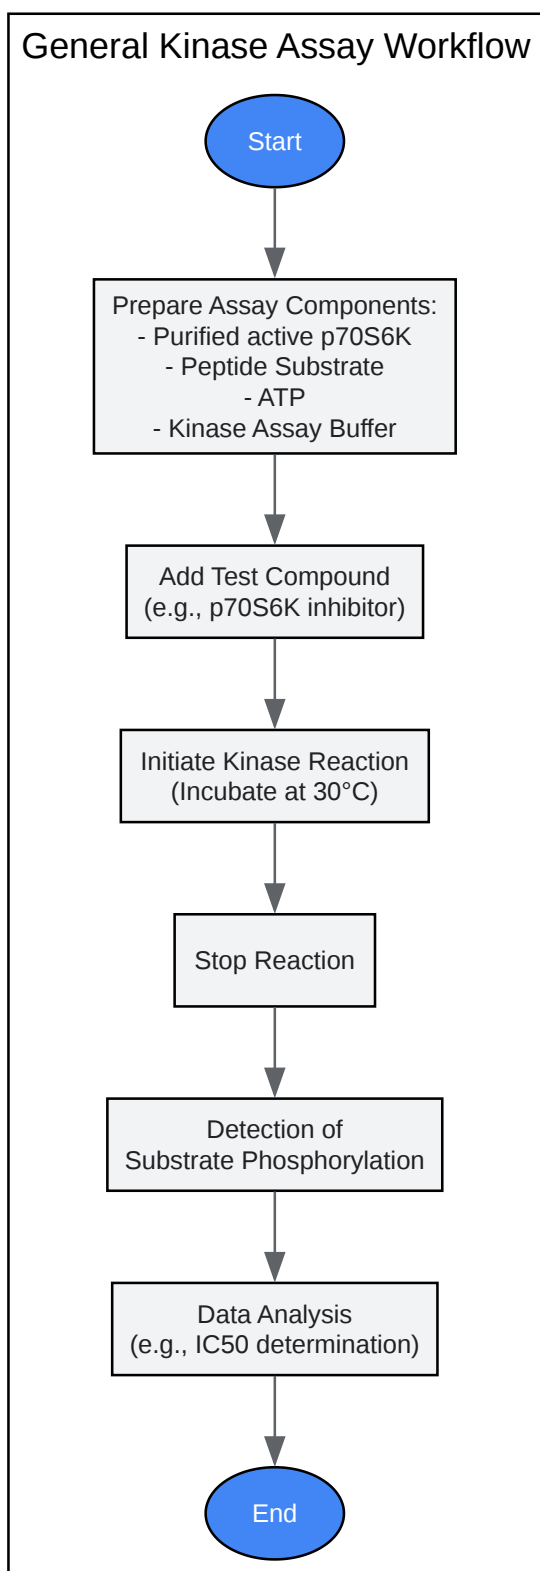 General Kinase Assay Workflow
Start
Prepare Assay Components:
- Purified active p70S6K
- Peptide Substrate
- ATP
- Kinase Assay Buffer
Add Test Compound
(e.g., p70S6K inhibitor)
Initiate Kinase Reaction
(Incubate at 30°C)
Stop Reaction
Detection of
Substrate Phosphorylation
Data Analysis
(e.g., IC50 determination)
End